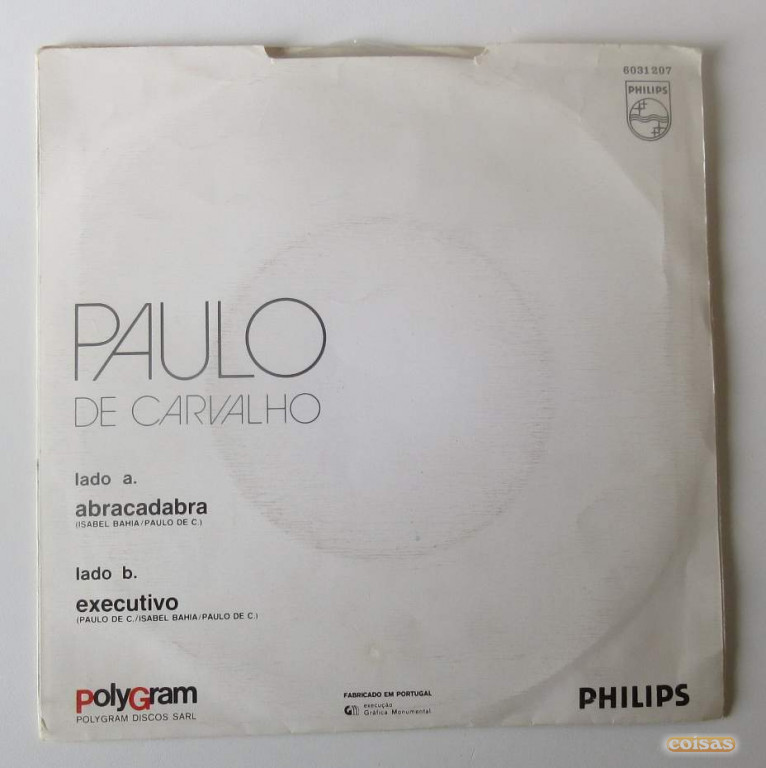 6031 207
PHILIPS
PAULO
DE CARVALHO
lado a.
abracadabra
(ISABEL BAHIA/PAULO DE C.)
lado b.
executivo
(PAULO DE C./ISABEL BAHIA/PAULO DE C.)
PolyGram
POLYGRAM DISCOS SARL
FABRICADO EM PORTUGAL
GM execução
Gráfica Monumental
PHILIPS
coisas